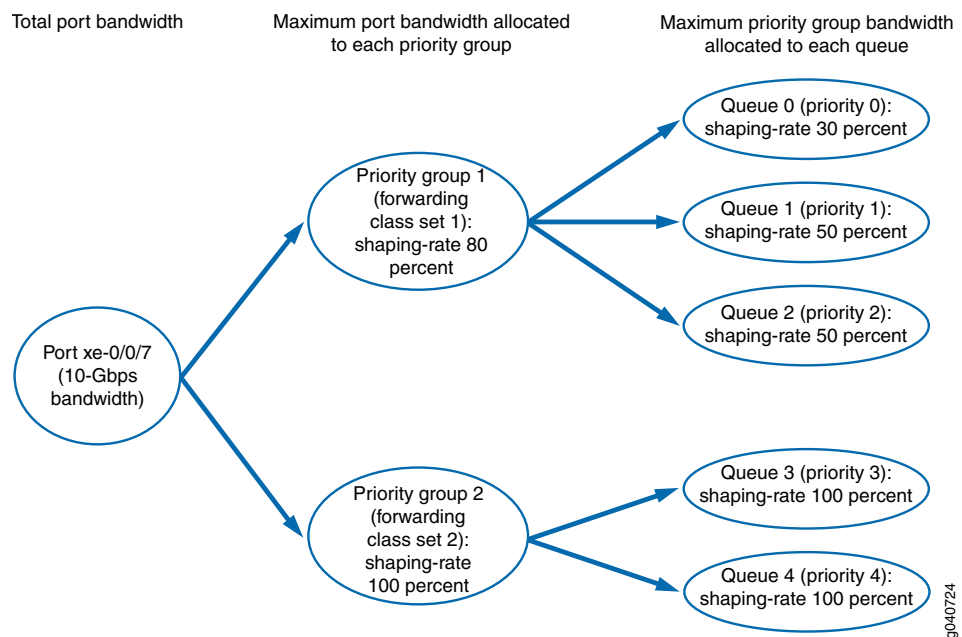 Total port bandwidth
Maximum port bandwidth allocated
to each priority group
Maximum priority group bandwidth
allocated to each queue
Port xe-0/0/7
(10-Gbps
bandwidth)
Priority group 1
(forwarding
class set 1):
shaping-rate 80
percent
Queue 0 (priority 0):
shaping-rate 30 percent
Queue 1 (priority 1):
shaping-rate 50 percent
Queue 2 (priority 2):
shaping-rate 50 percent
Priority group 2
(forwarding
class set 2):
shaping-rate
100 percent
Queue 3 (priority 3):
shaping-rate 100 percent
Queue 4 (priority 4):
shaping-rate 100 percent
g040724